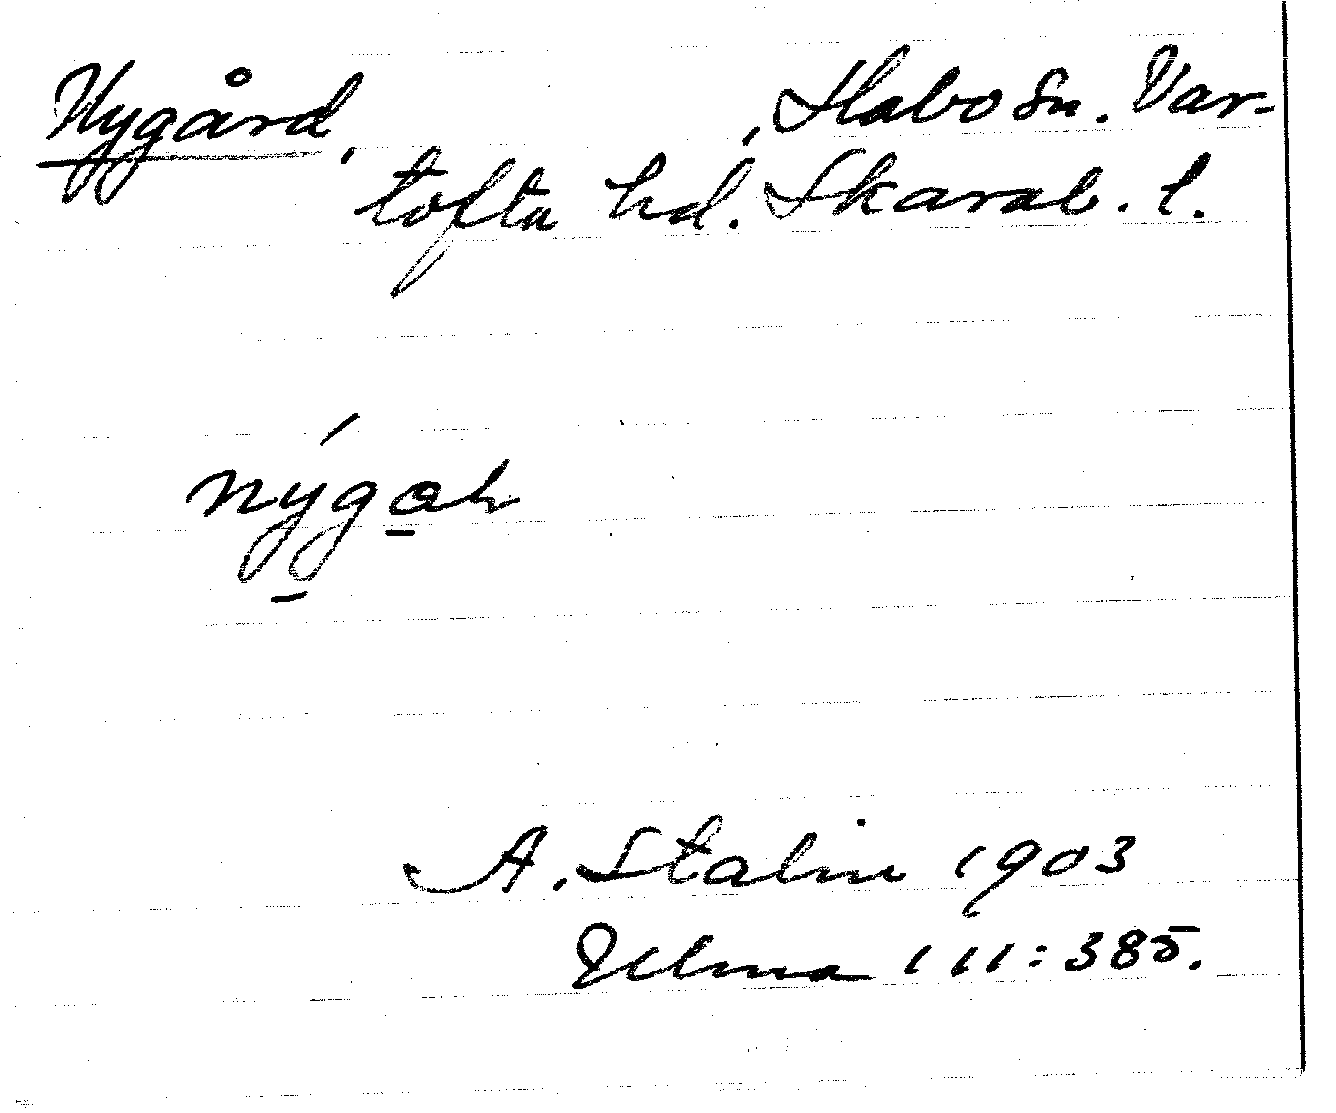 Nygård, , Habo sn. Var-
tofta hd. Skarab. l.
nýgah
A. Stalin 1903
Ulma 111:385.